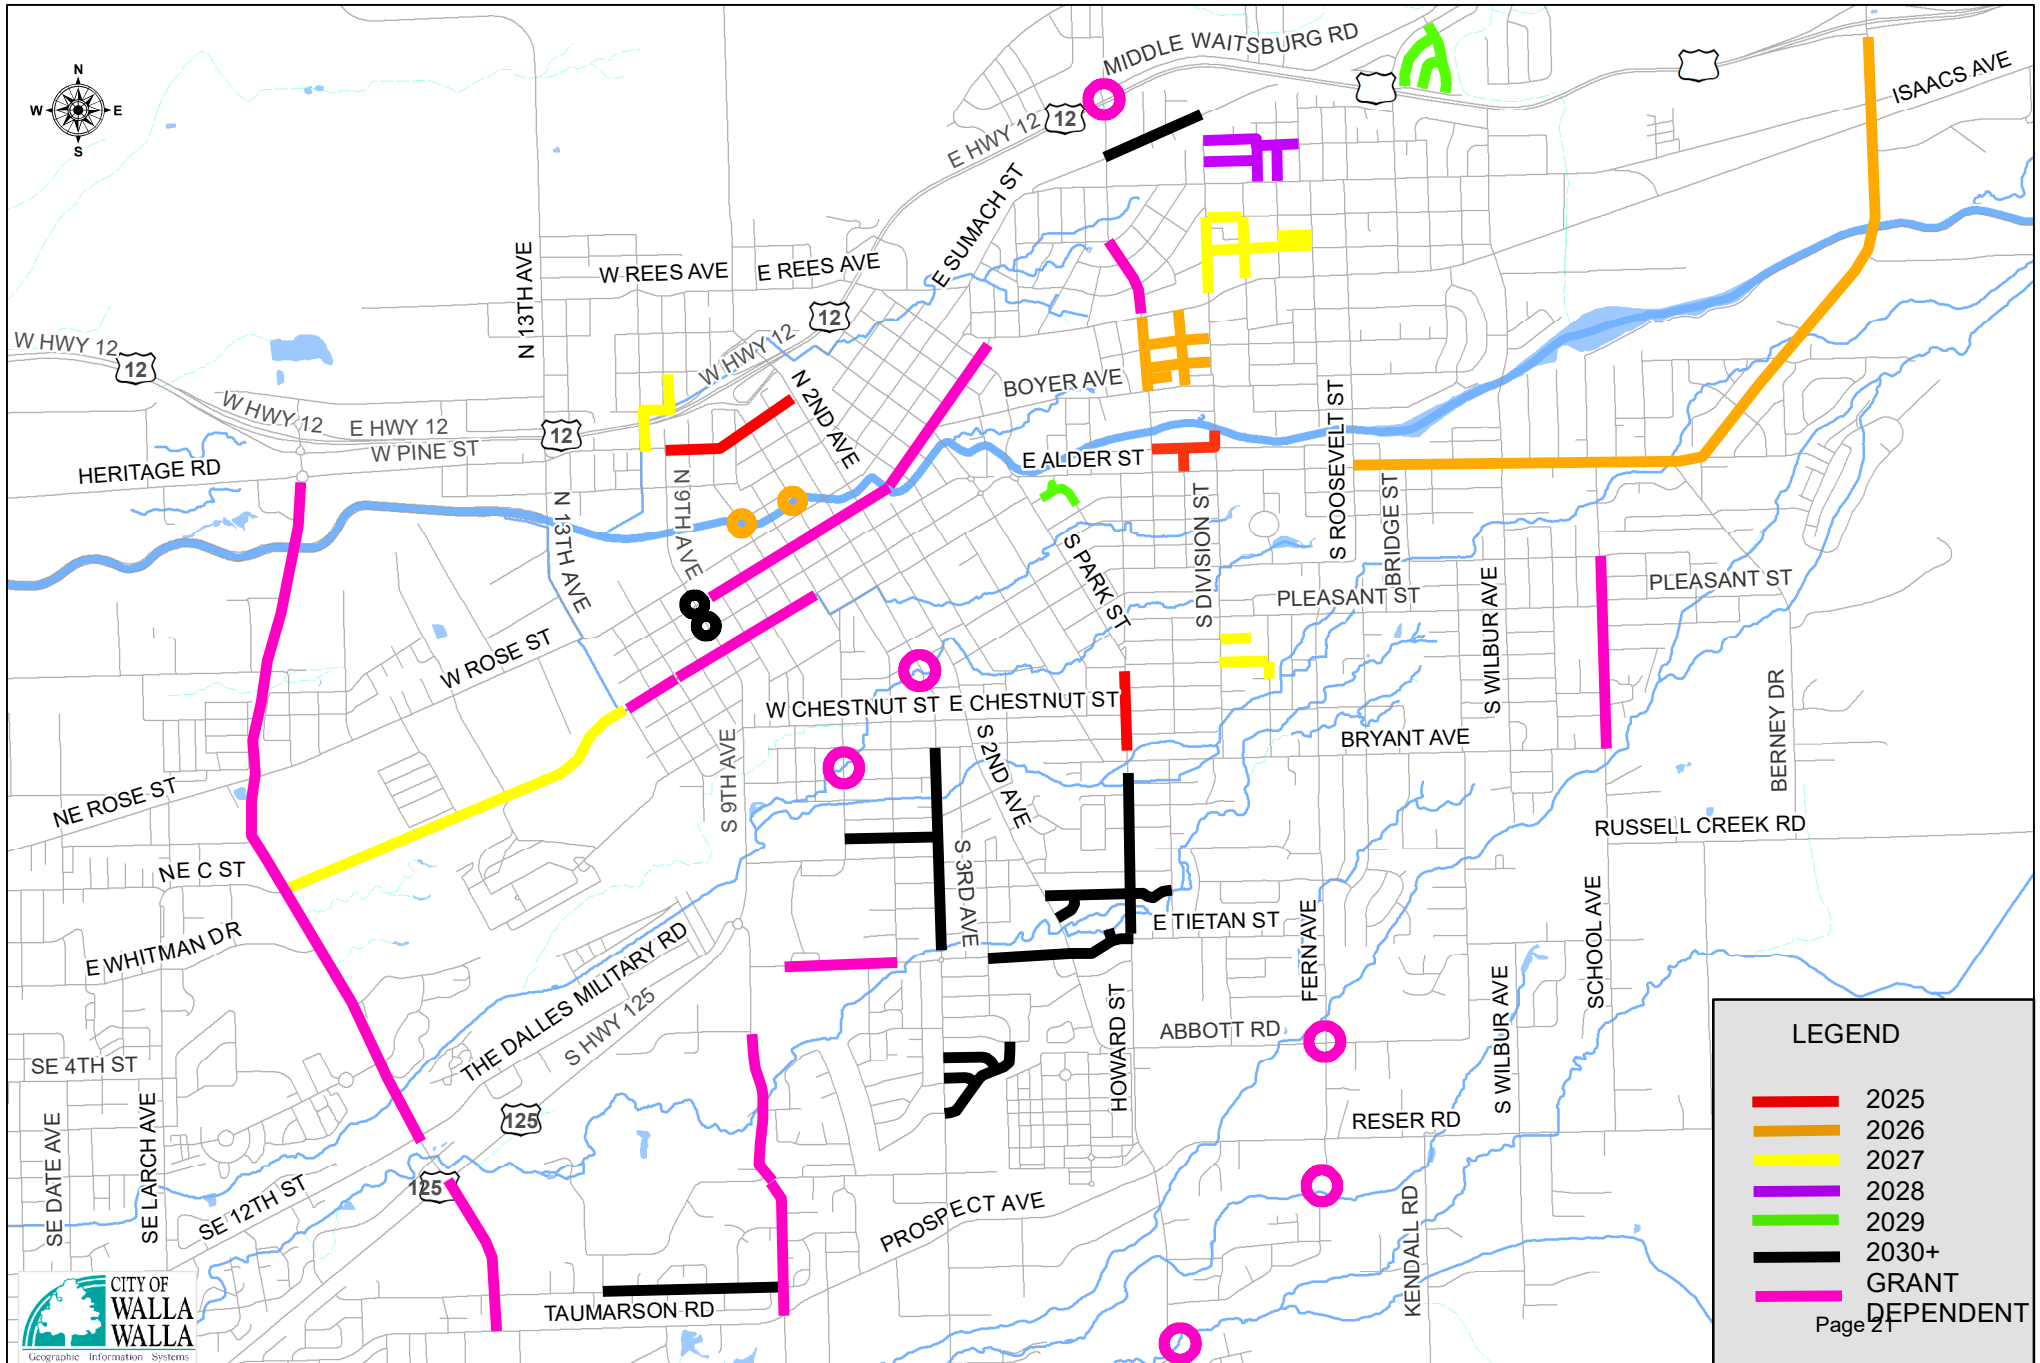 MIDDLE WAITSBURG RD
N
W
E
S
E HWY 12
12
ISAACS AVE
E SUMACH ST
N 13TH AVE
W REES AVE
E REES AVE
12
W HWY 12
12
W HWY 12
N 2ND AVE
BOYER AVE
W HWY 12
E HWY 12
12
W PINE ST
HERITAGE RD
E ALDER ST
S ROOSEVELT ST
N 9TH AVE
N 13TH AVE
S DIVISION ST
BRIDGE ST
S PARK ST
PLEASANT ST
PLEASANT ST
S WILBUR AVE
W ROSE ST
W CHESTNUT ST
E CHESTNUT ST
BERNEY DR
S 2ND AVE
BRYANT AVE
S 9TH AVE
NE ROSE ST
RUSSELL CREEK RD
NE C ST
S 3RD AVE
SCHOOL AVE
E TIETAN ST
FERN AVE
E WHITMAN DR
THE DALLES MILITARY RD
S HWY 125
HOWARD ST
ABBOTT RD
S WILBUR AVE
SE 4TH ST
125
RESER RD
SE DATE AVE
SE LARCH AVE
125
SE 12TH ST
PROSPECT AVE
KENDALL RD
TAUMARSON RD
CITY OF
WALLA
WALLA
Geographic Information Systems
LEGEND
2025
2026
2027
2028
2029
2030+
GRANT
DEPENDENT
Page 21